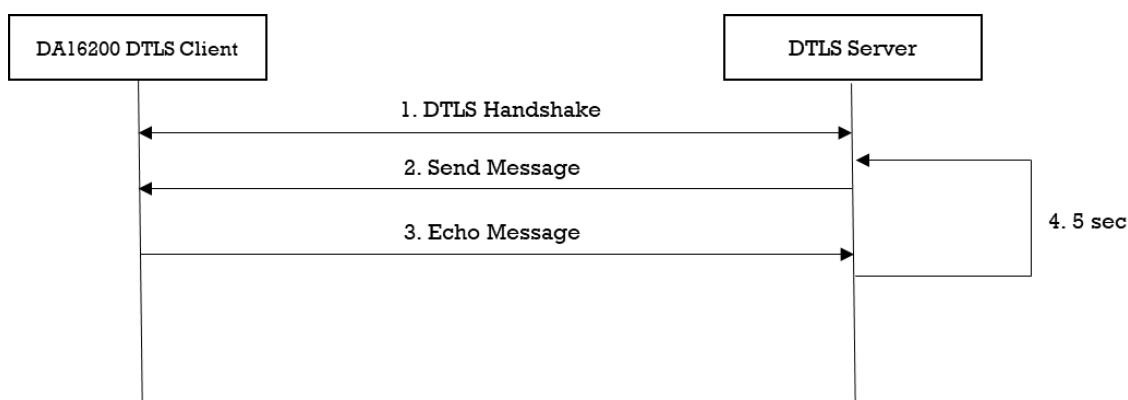 DA16200 DTLS Client
DTLS Server
1. DTLS Handshake
2. Send Message
3. Echo Message
4. 5 sec